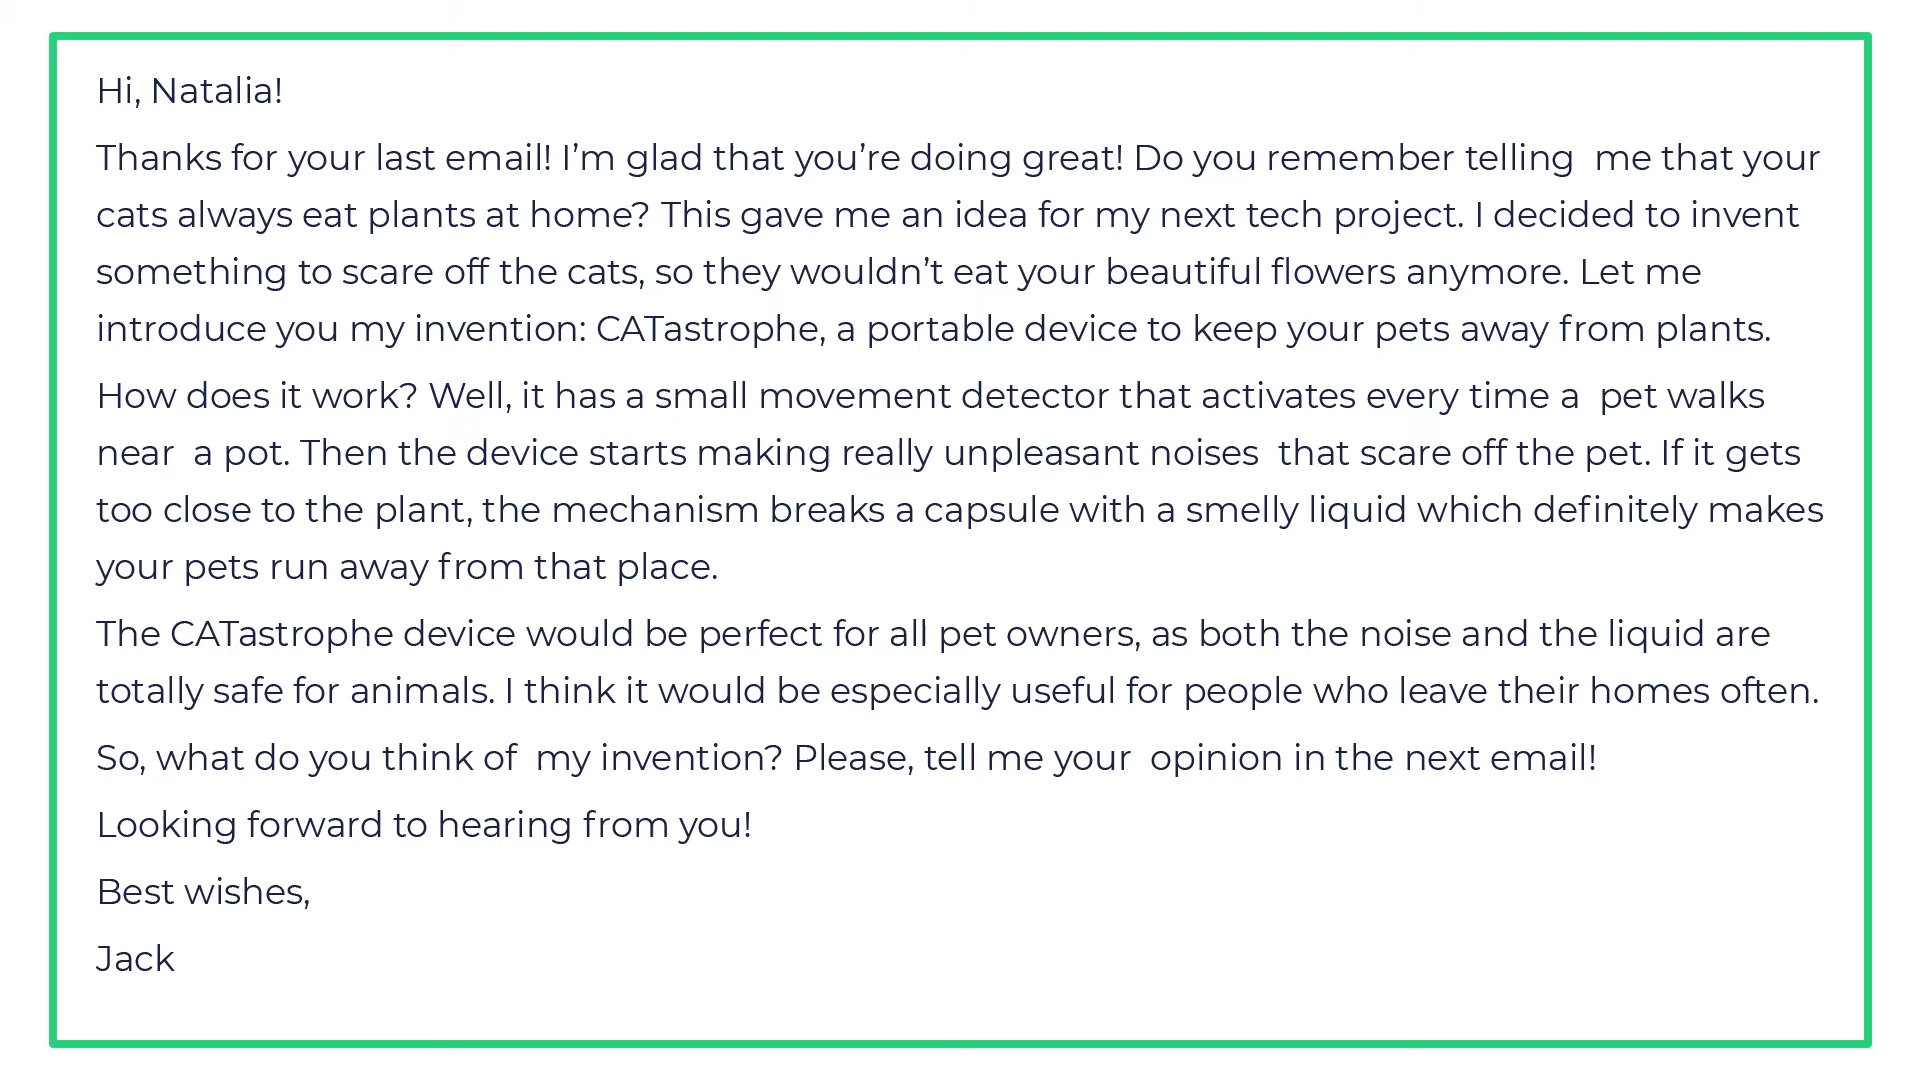 Hi, Natalia!
Thanks for your last email! I’m glad that you’re doing great! Do you remember telling  me that your
cats always eat plants at home? This gave me an idea for my next tech project. I decided to invent
something to scare off the cats, so they wouldn’t eat your beautiful flowers anymore. Let me
introduce you my invention: CATastrophe, a portable device to keep your pets away from plants.
How does it work? Well, it has a small movement detector that activates every time a  pet walks
near  a pot. Then the device starts making really unpleasant noises  that scare off the pet. If it gets
too close to the plant, the mechanism breaks a capsule with a smelly liquid which definitely makes
your pets run away from that place.
The CATastrophe device would be perfect for all pet owners, as both the noise and the liquid are
totally safe for animals. I think it would be especially useful for people who leave their homes often.
So, what do you think of  my invention? Please, tell me your  opinion in the next email!
Looking forward to hearing from you!
Best wishes,
Jack